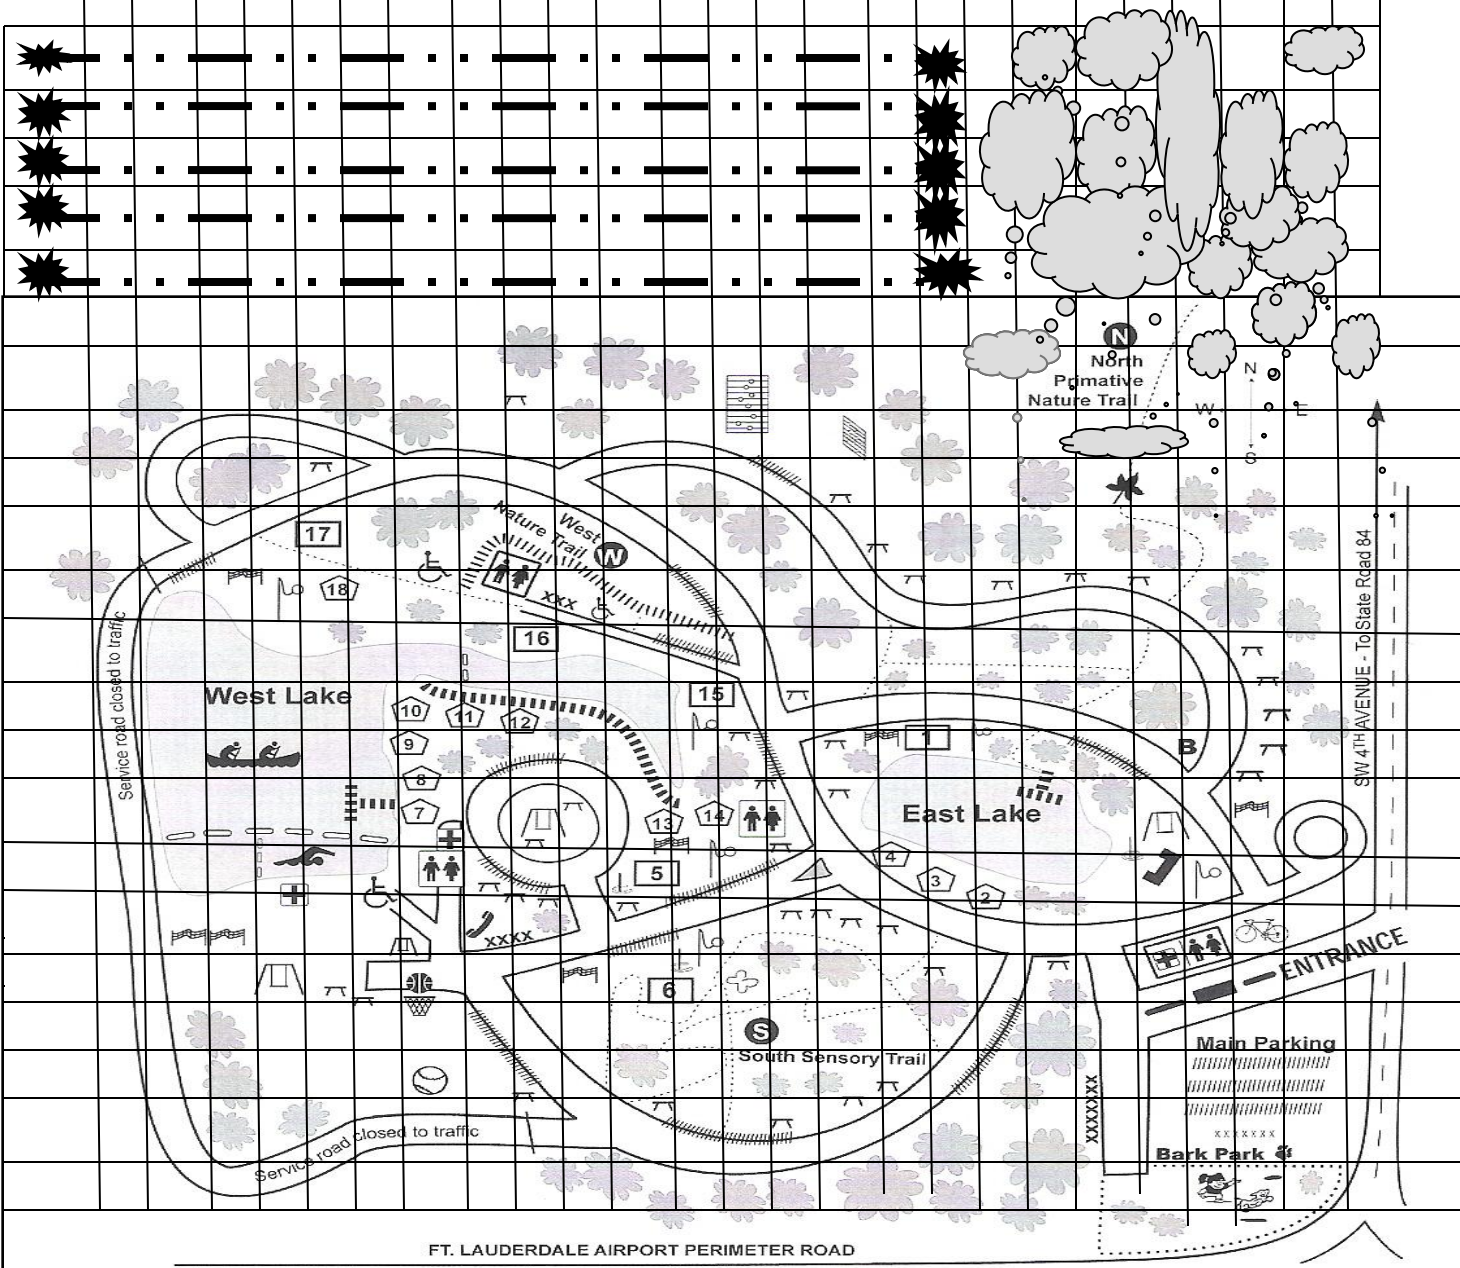 N
North
Primative
Nature Trail
N
W
E
S
West
Nature Trail
W
17
18
XXX
16
SW 4TH AVENUE - To State Road 84
Service road closed to traffic
West Lake
15
10
11
12
9
8
7
13
14
1
B
East Lake
4
3
2
5
XXXX
6
S
South Sensory Trail
ENTRANCE
Main Parking
XXXXXXX
XXXXXXX
Bark Park
Service road closed to traffic
FT. LAUDERDALE AIRPORT PERIMETER ROAD